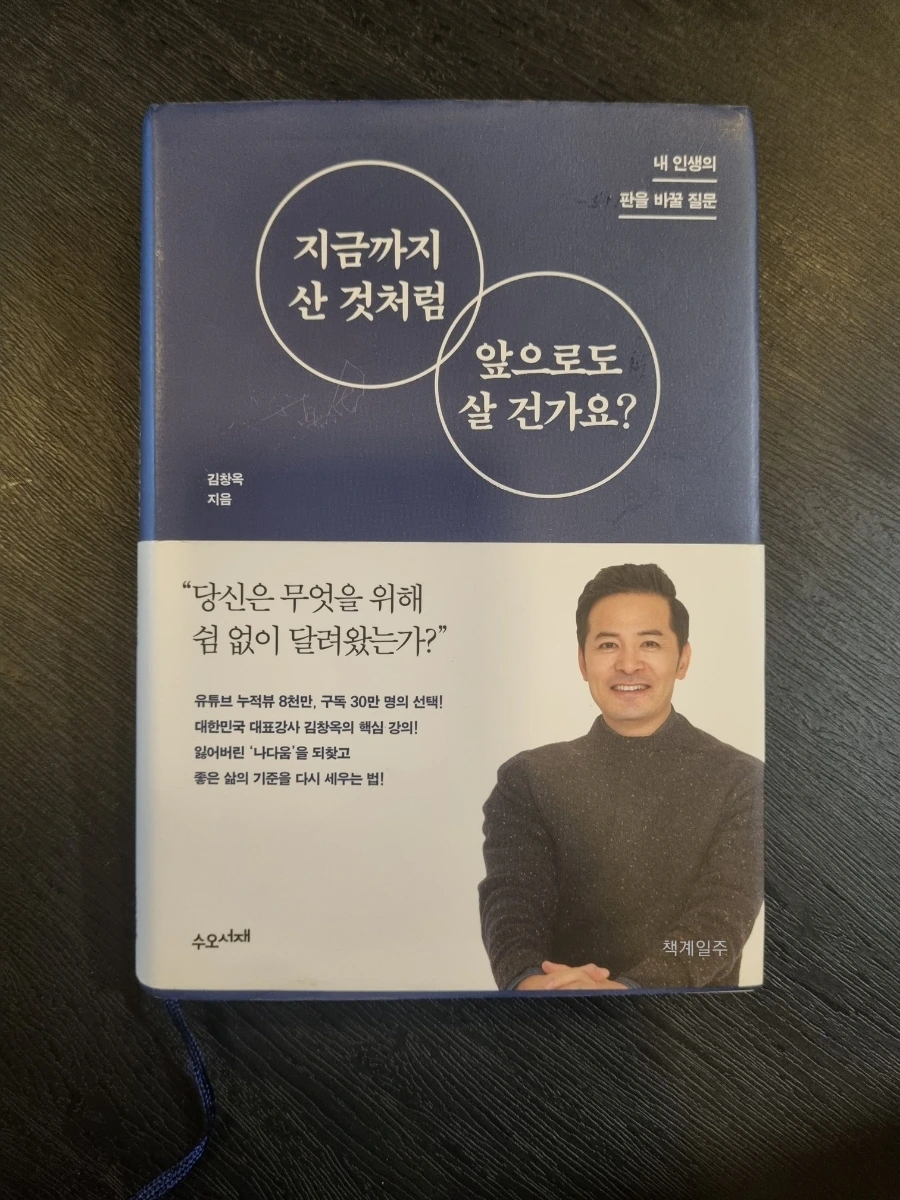 내 인생의
판을 바꿀 질문
지금까지
산 것처럼
앞으로도
살 건가요?
김창옥
지음
“당신은 무엇을 위해
쉼 없이 달려왔는가?”
유튜브 누적뷰 8천만, 구독 30만 명의 선택!
대한민국 대표강사 김창옥의 핵심 강의!
잃어버린 ‘나다움’을 되찾고
좋은 삶의 기준을 다시 세우는 법!
수오서재
책계일주